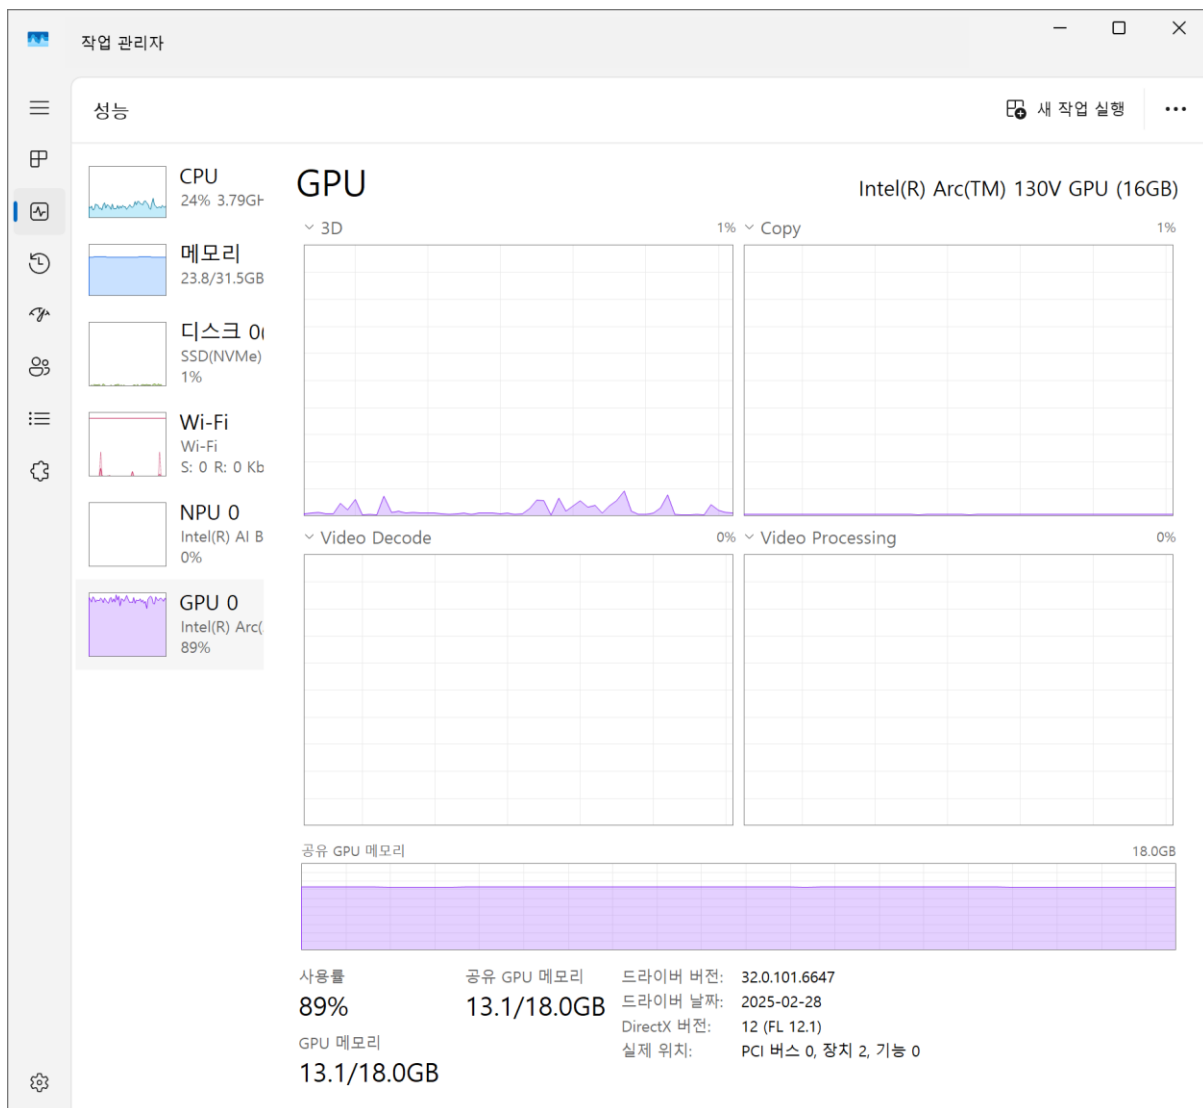 작업 관리자
성능
새 작업 실행
CPU
24% 3.79GH
메모리
23.8/31.5GB
디스크 0(
SSD(NVMe)
1%
Wi-Fi
Wi-Fi
S: 0 R: 0 Kb
NPU 0
Intel(R) AI B
0%
GPU 0
Intel(R) Arc(.
89%
GPU
Intel(R) Arc(TM) 130V GPU (16GB)
3D 1%
Copy 1%
Video Decode 0%
Video Processing 0%
공유 GPU 메모리 18.0GB
사용률
89%
공유 GPU 메모리
13.1/18.0GB
GPU 메모리
13.1/18.0GB
드라이버 버전: 32.0.101.6647
드라이버 날짜: 2025-02-28
DirectX 버전: 12 (FL 12.1)
실제 위치: PCI 버스 0, 장치 2, 기능 0